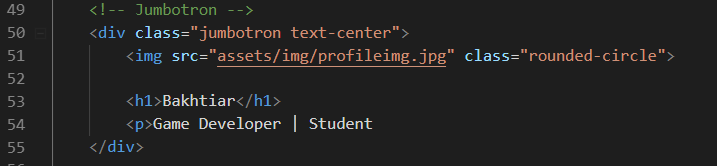 49 <!-- Jumbotron -->
50 <div class="jumbotron text-center">
51 <img src="assets/img/profileimg.jpg" class="rounded-circle">
52
53 <h1>Bakhtiar</h1>
54 <p>Game Developer | Student
55 </div>